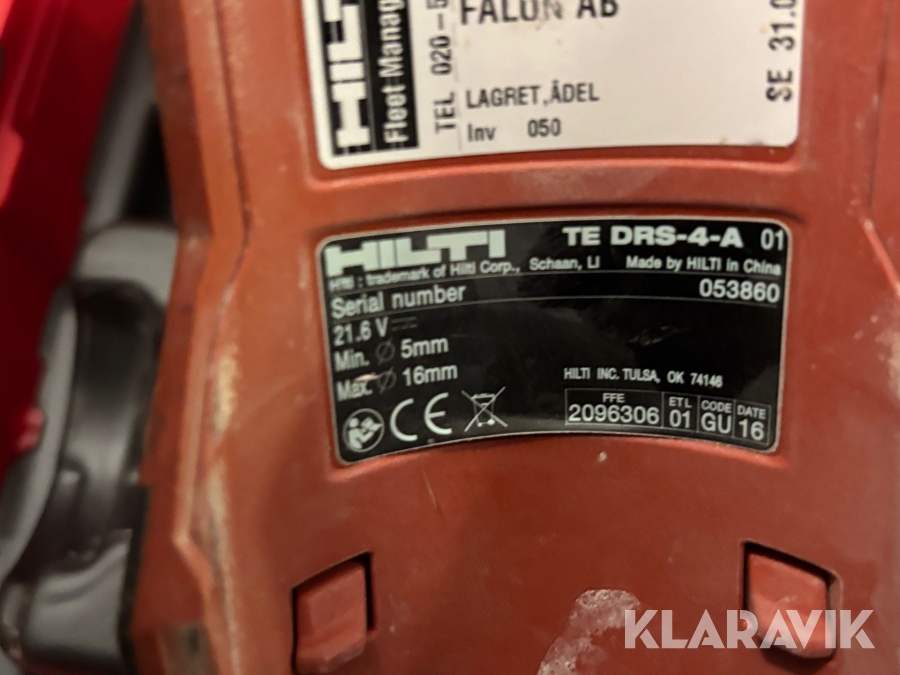 HILTI
Fleet Manag
TEL 020-5
FALUN AB
LAGRET,ÅDEL
Inv 050
SE 31.0
HILTI TE DRS-4-A 01
Hilti : trademark of Hilti Corp., Schaan, LI Made by HILTI in China
Serial number 053860
21.6 V
Min. Ø 5mm
Max. Ø 16mm
HILTI INC. TULSA, OK 74146
CE
FFE ETL CODE DATE
2096306 01 GU 16
KLARAVIK